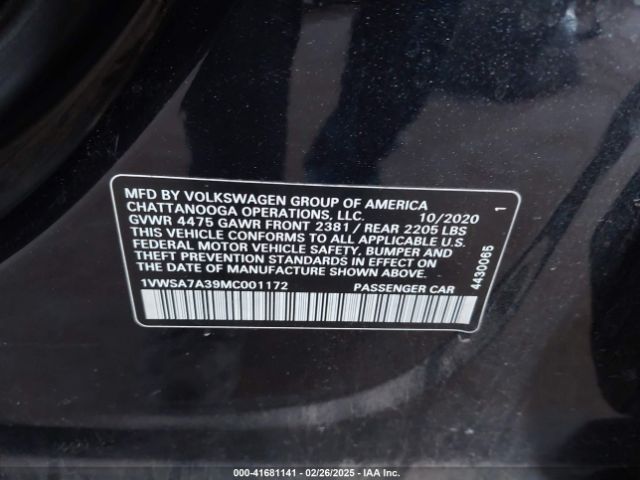 MFD BY VOLKSWAGEN GROUP OF AMERICA
CHATTANOOGA OPERATIONS, LLC. 10/2020 1
GVWR 4475 GAWR FRONT 2381 / REAR 2205 LBS
THIS VEHICLE CONFORMS TO ALL APPLICABLE U.S.
FEDERAL MOTOR VEHICLE SAFETY, BUMPER AND
THEFT PREVENTION STANDARDS IN EFFECT ON
THE DATE OF MANUFACTURE SHOWN ABOVE.
1VWSA7A39MC001172 PASSENGER CAR
4430065
000-41681141 - 02/26/2025 - IAA Inc.